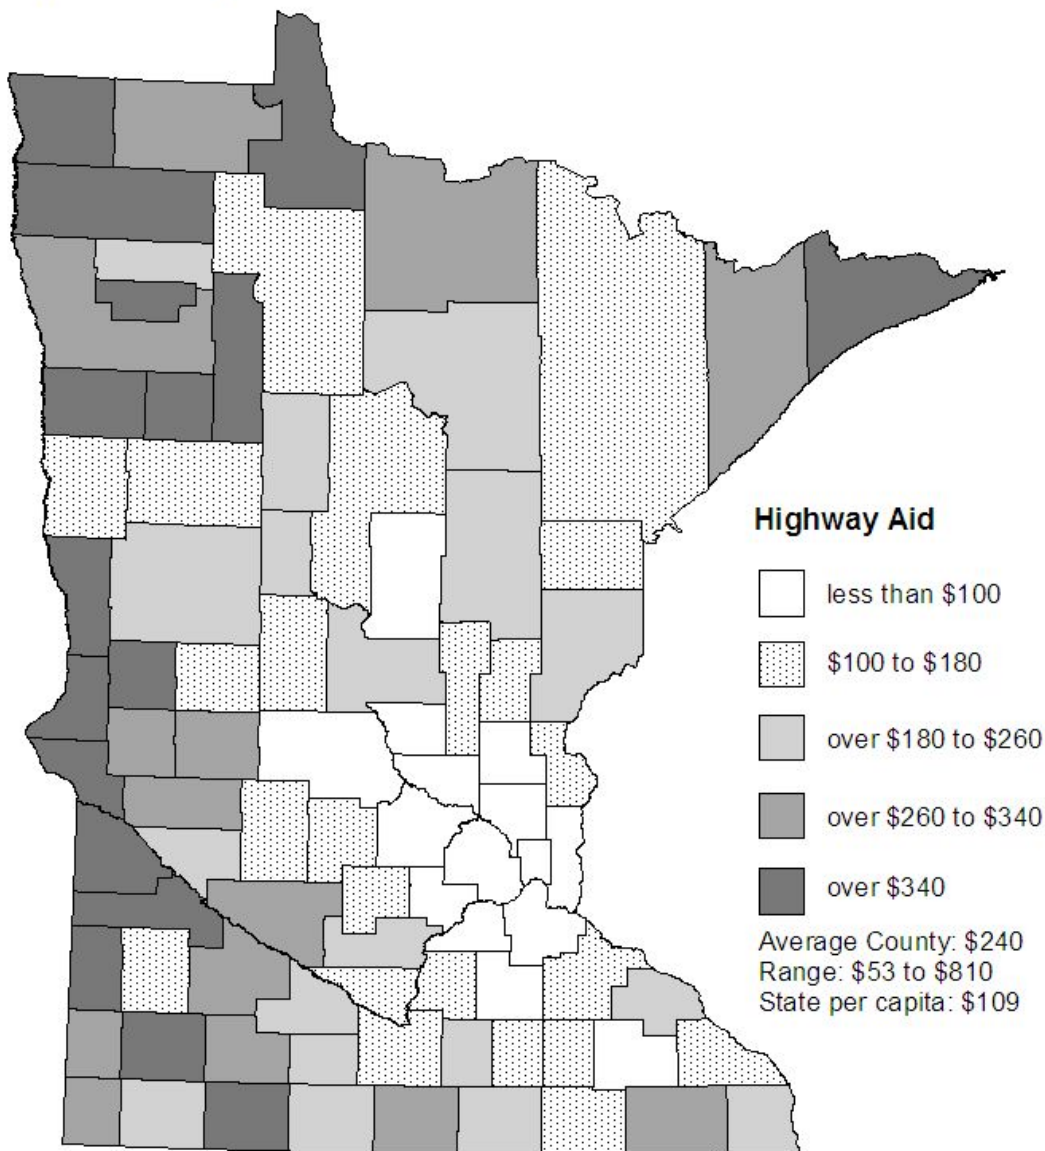 Highway Aid
less than $100
$100 to $180
over $180 to $260
over $260 to $340
over $340
Average County: $240
Range: $53 to $810
State per capita: $109